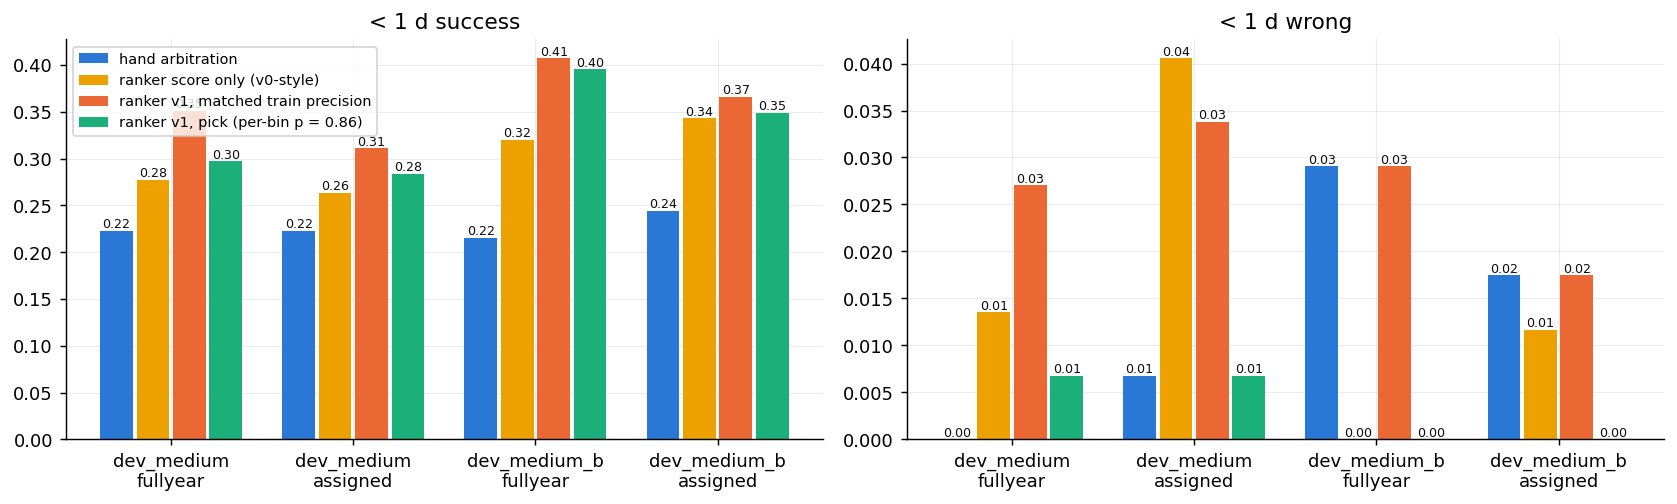 < 1 d success
0.40
0.35
0.30
0.25
0.20
0.15
0.10
0.05
0.00
hand arbitration
ranker score only (v0-style)
ranker v1, matched train precision
ranker v1, pick (per-bin p = 0.86)
0.22
0.28
0.35
0.30
0.22
0.26
0.31
0.28
0.22
0.32
0.41
0.40
0.24
0.34
0.37
0.35
dev_medium
fullyear
dev_medium
assigned
dev_medium_b
fullyear
dev_medium_b
assigned
< 1 d wrong
0.040
0.035
0.030
0.025
0.020
0.015
0.010
0.005
0.000
0.00
0.01
0.03
0.01
0.01
0.04
0.03
0.01
0.03
0.00
0.03
0.00
0.02
0.01
0.02
0.00
dev_medium
fullyear
dev_medium
assigned
dev_medium_b
fullyear
dev_medium_b
assigned